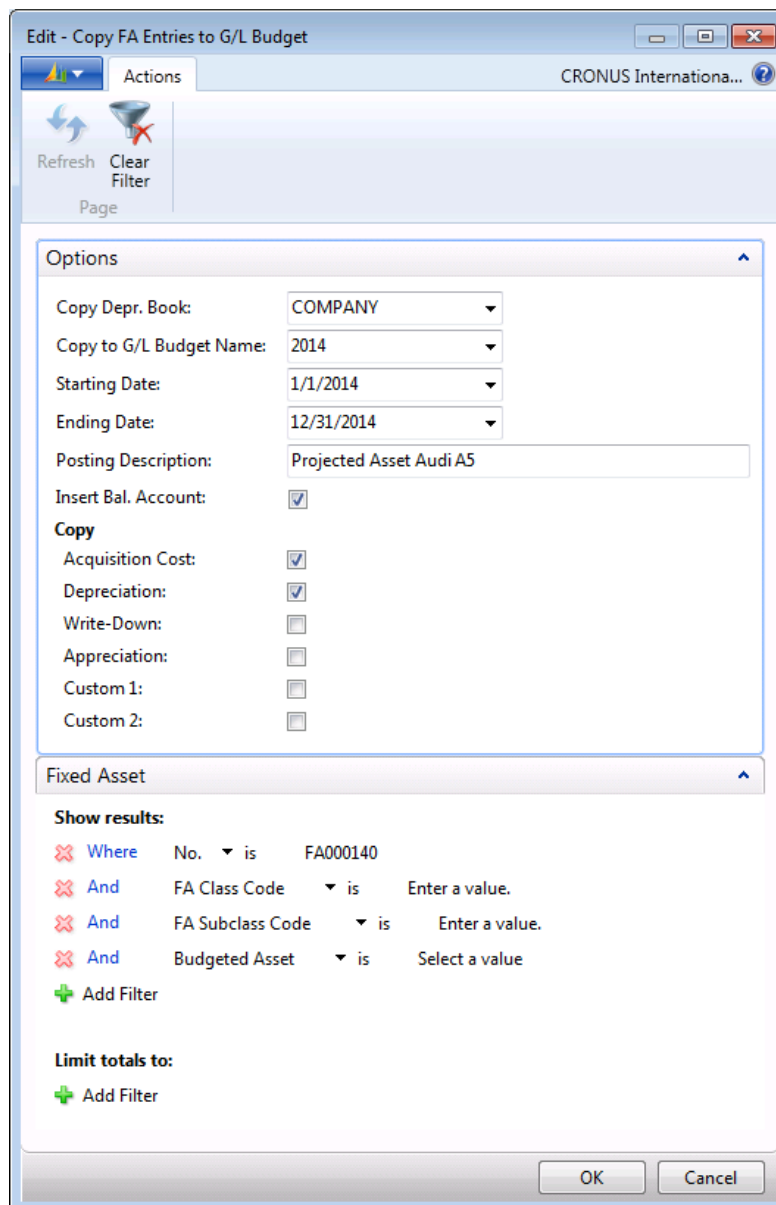 Edit - Copy FA Entries to G/L Budget
Actions
CRONUS Internationa...
Refresh Clear Filter
Page
Options
Copy Depr. Book: COMPANY
Copy to G/L Budget Name: 2014
Starting Date: 1/1/2014
Ending Date: 12/31/2014
Posting Description: Projected Asset Audi A5
Insert Bal. Account:
Copy
Acquisition Cost:
Depreciation:
Write-Down:
Appreciation:
Custom 1:
Custom 2:
Fixed Asset
Show results:
Where No. is FA000140
And FA Class Code is Enter a value.
And FA Subclass Code is Enter a value.
And Budgeted Asset is Select a value
Add Filter
Limit totals to:
Add Filter
OK Cancel